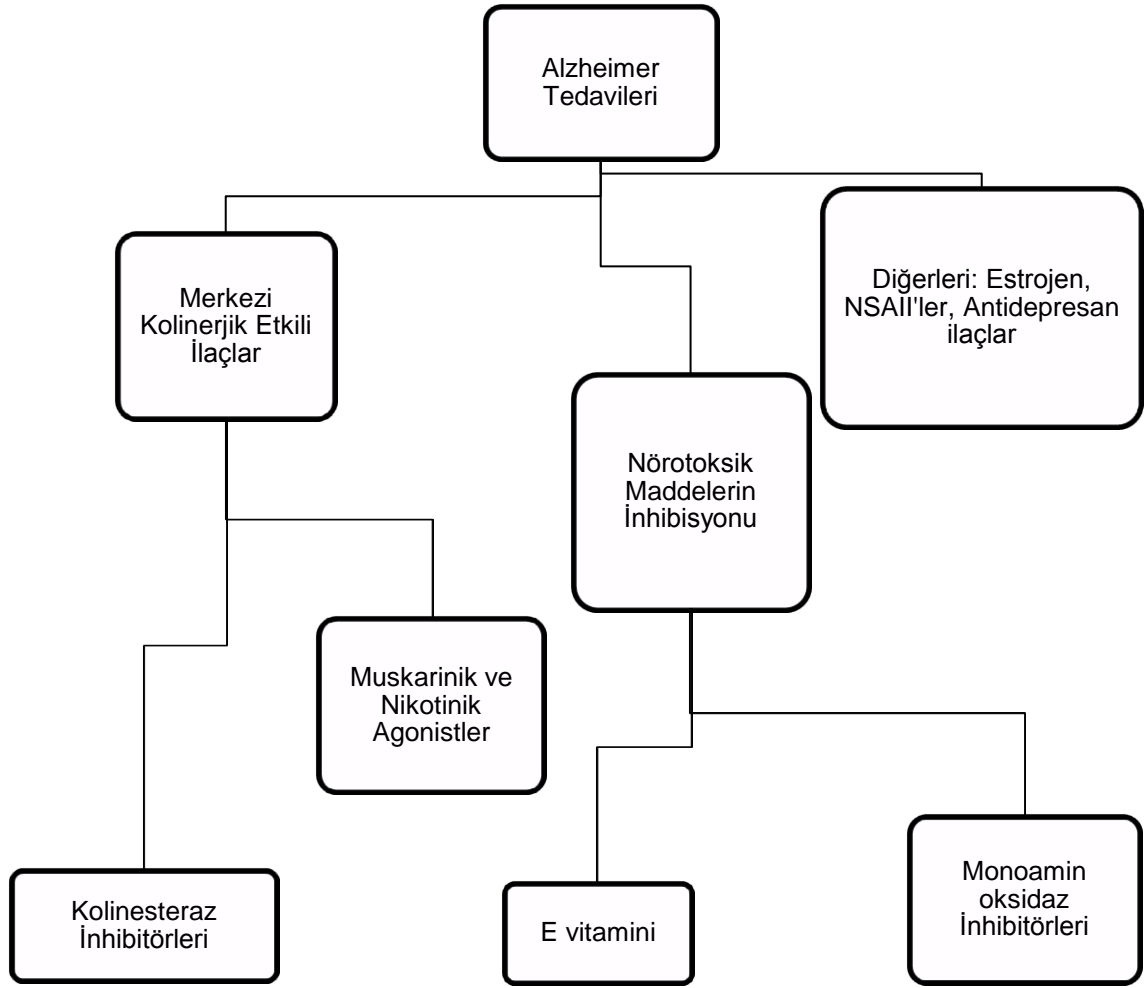 Alzheimer
Tedavileri
Merkezi
Kolinerjik Etkili
İlaçlar
Diğerleri: Estrojen,
NSAII'ler, Antidepresan
ilaçlar
Nörotoksik
Maddelerin
İnhibisyonu
Muskarinik ve
Nikotinik
Agonistler
Kolinesteraz
İnhibitörleri
E vitamini
Monoamin
oksidaz
İnhibitörleri